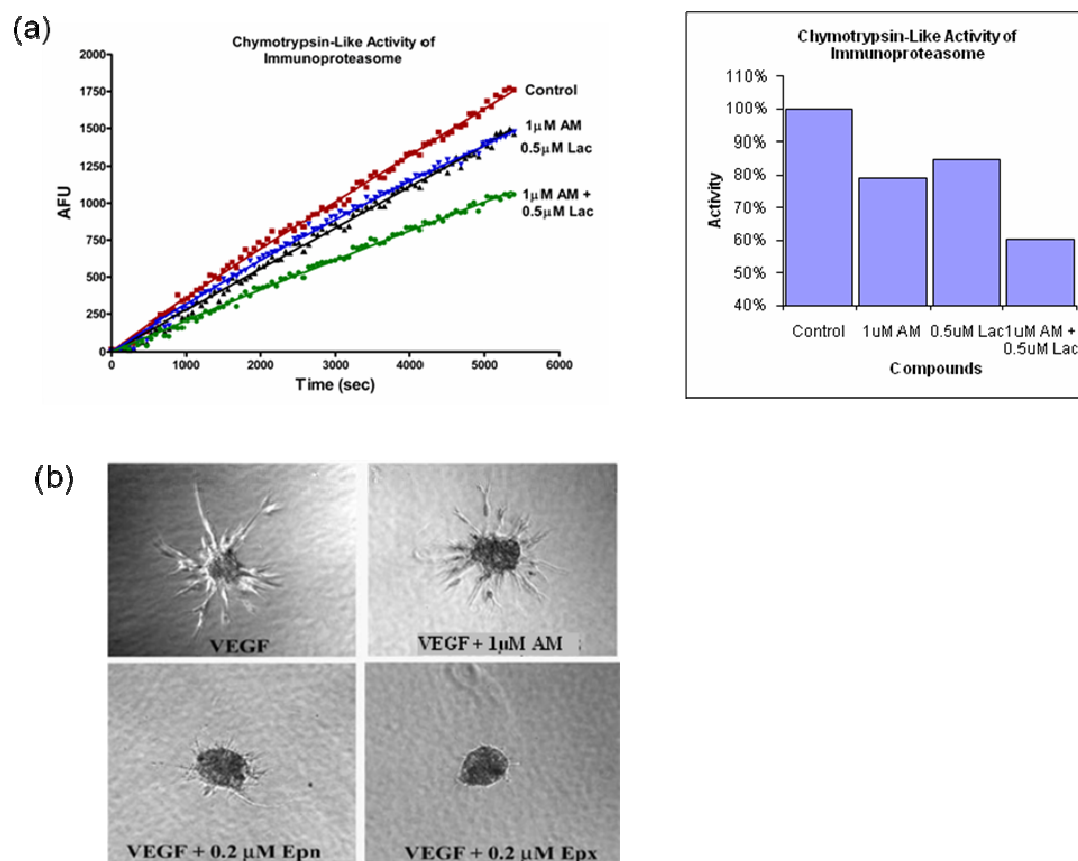 (a)
Chymotrypsin-Like Activity of
Immunoproteasome
2000
1750
1500
1250
1000
750
500
250
0
AFU
0 1000 2000 3000 4000 5000 6000
Time (sec)
Control
1µM AM
0.5µM Lac
1µM AM +
0.5µM Lac
Chymotrypsin-Like Activity of
Immunoproteasome
110%
100%
90%
80%
70%
60%
50%
40%
Activity
Control 1uM AM 0.5uM Lac 1uM AM +
0.5uM Lac
Compounds
(b)
VEGF
VEGF + 1µM AM
VEGF + 0.2 µM Epn
VEGF + 0.2 µM Epx